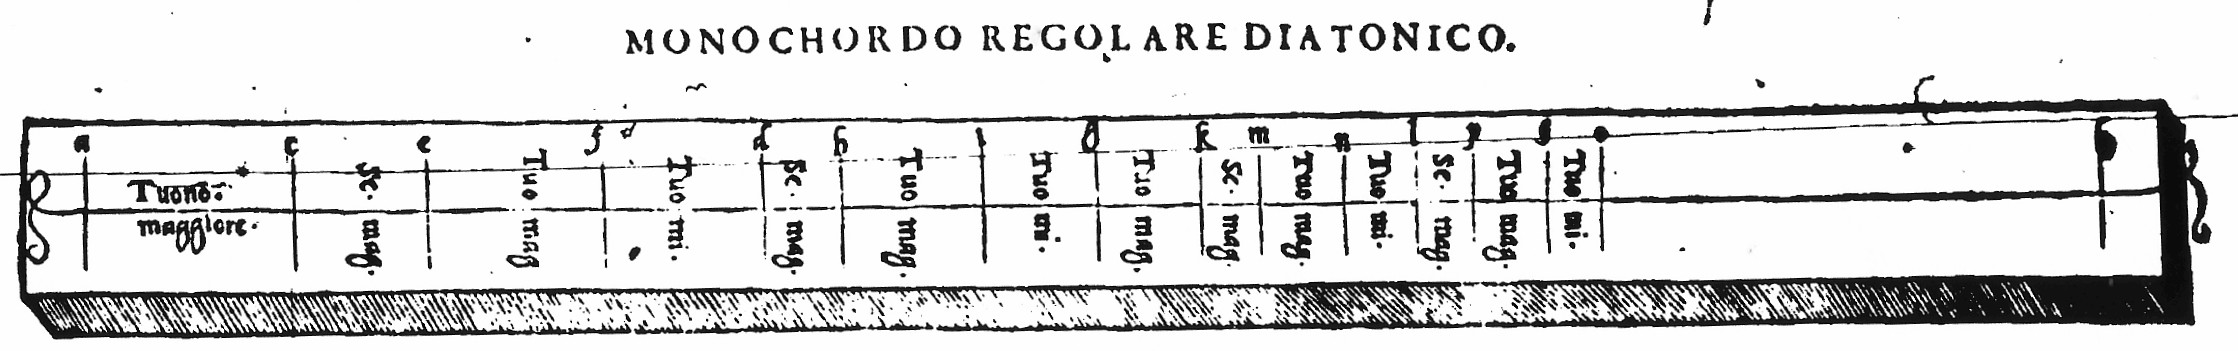 MONOCHORDO REGOLARE DIATONICO.
a c e f d h i g k m n l p o b
Tuono. Se. mag. Tuo mag Tuo mi. Se. mag. Tuo mag. Tuo mi. Tuo mag. Se. mag. Tuo mag. Tuo mi. Se. mag. Tuo mag. Tuo mi.
maggiore.